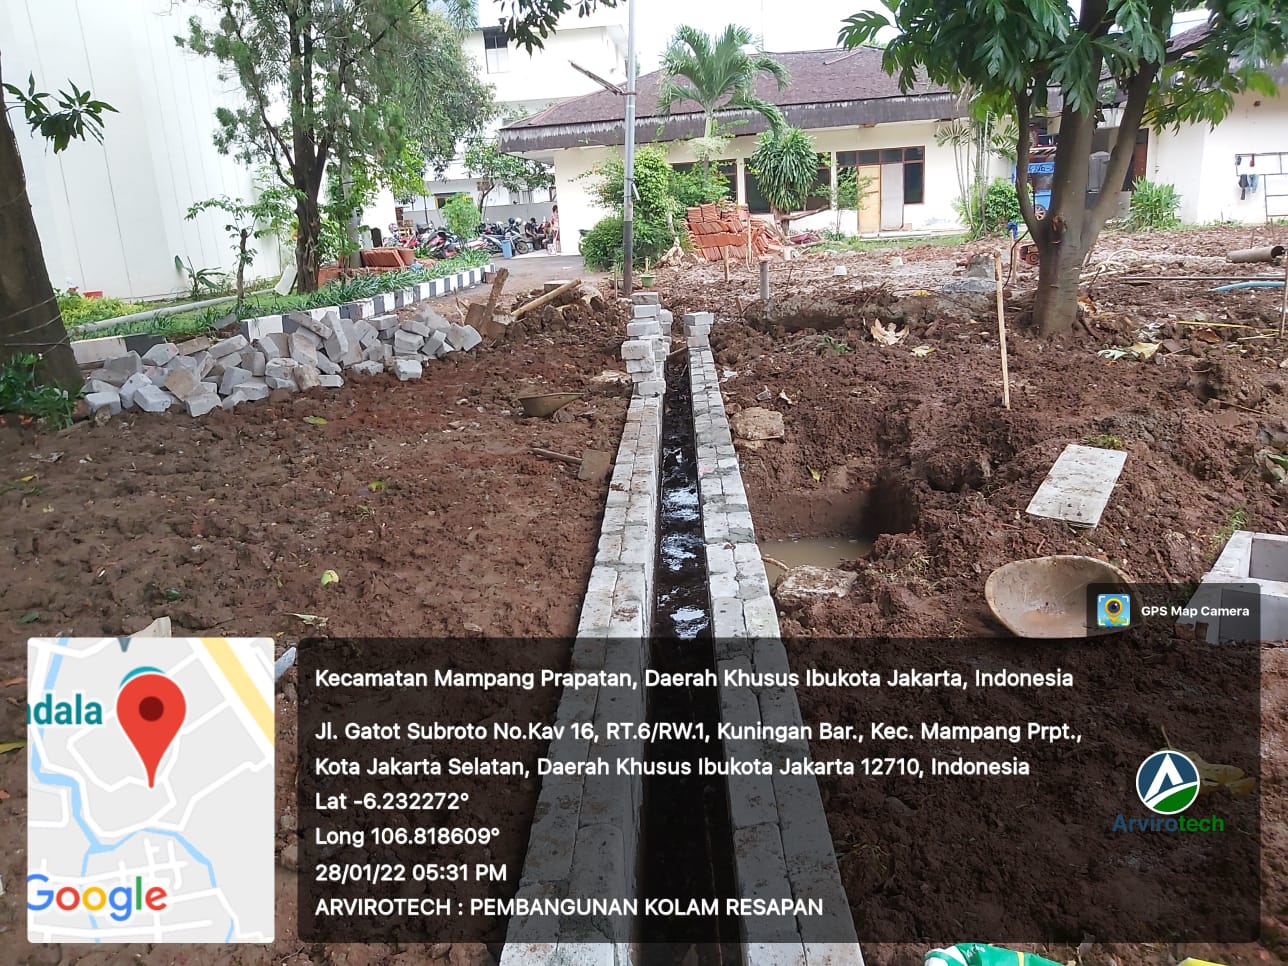 GPS Map Camera
ndala
Google
Kecamatan Mampang Prapatan, Daerah Khusus Ibukota Jakarta, Indonesia
Jl. Gatot Subroto No.Kav 16, RT.6/RW.1, Kuningan Bar., Kec. Mampang Prpt.,
Kota Jakarta Selatan, Daerah Khusus Ibukota Jakarta 12710, Indonesia
Lat -6.232272°
Long 106.818609°
28/01/22 05:31 PM
ARVIROTECH : PEMBANGUNAN KOLAM RESAPAN
Arvirotech